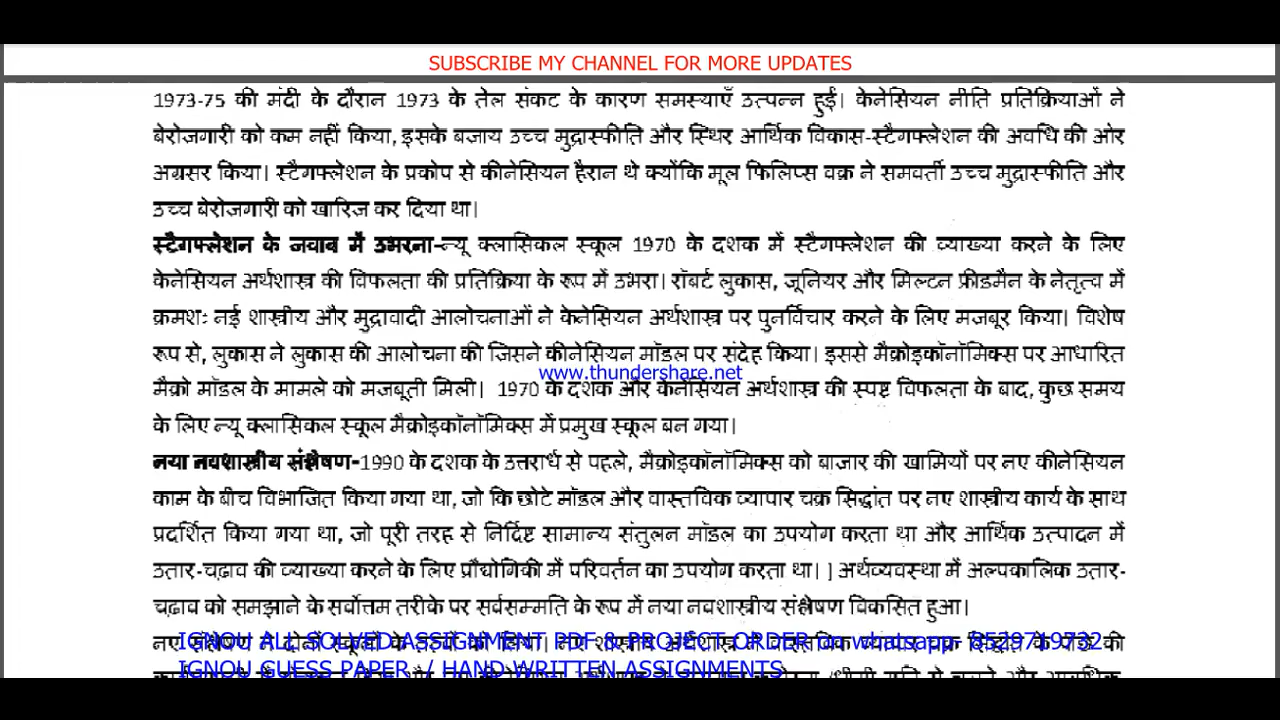 SUBSCRIBE MY CHANNEL FOR MORE UPDATES
1973-75 की मंदी के दौरान 1973 के तेल संकट के कारण समस्याएँ उत्पन्न हुईं। केनेसियन नीति प्रतिक्रियाओं ने
बेरोजगारी को कम नहीं किया, इसके बजाय उच्च मुद्रास्फीति और स्थिर आर्थिक विकास-स्टैगफ्लेशन की अवधि की ओर
अग्रसर किया। स्टैगफ्लेशन के प्रकोप से कीनेसियन हैरान थे क्योंकि मूल फिलिप्स वक्र ने समवर्ती उच्च मुद्रास्फीति और
उच्च बेरोजगारी को खारिज कर दिया था।
स्टैगफ्लेशन के जवाब में उभरना-न्यू क्लासिकल स्कूल 1970 के दशक में स्टैगफ्लेशन की व्याख्या करने के लिए
केनेसियन अर्थशास्त्र की विफलता की प्रतिक्रिया के रूप में उभरा। रॉबर्ट लुकास, जूनियर और मिल्टन फ्रीडमैन के नेतृत्व में
क्रमशः नई शास्त्रीय और मुद्रावादी आलोचनाओं ने केनेसियन अर्थशास्त्र पर पुनर्विचार करने के लिए मजबूर किया। विशेष
रूप से, लुकास ने लुकास की आलोचना की जिसने कीनेसियन मॉडल पर संदेह किया। इससे मैक्रोइकॉनॉमिक्स पर आधारित
www.thundershare.net
मैक्रो मॉडल के मामले को मजबूती मिली। 1970 के दशक और केनेसियन अर्थशास्त्र की स्पष्ट विफलता के बाद, कुछ समय
के लिए न्यू क्लासिकल स्कूल मैक्रोइकॉनॉमिक्स में प्रमुख स्कूल बन गया।
नया नवशास्त्रीय संश्लेषण-1990 के दशक के उत्तरार्ध से पहले, मैक्रोइकॉनॉमिक्स को बाजार की खामियों पर नए कीनेसियन
काम के बीच विभाजित किया गया था, जो कि छोटे मॉडल और वास्तविक व्यापार चक्र सिद्धांत पर नए शास्त्रीय कार्य के साथ
प्रदर्शित किया गया था, जो पूरी तरह से निर्दिष्ट सामान्य संतुलन मॉडल का उपयोग करता था और आर्थिक उत्पादन में
उतार-चढ़ाव की व्याख्या करने के लिए प्रौद्योगिकी में परिवर्तन का उपयोग करता था। ] अर्थव्यवस्था में अल्पकालिक उतार-
चढ़ाव को समझाने के सर्वोत्तम तरीके पर सर्वसम्मति के रूप में नया नवशास्त्रीय संश्लेषण विकसित हुआ।
IGNOU ALL SOLVED ASSIGNMENT PDF & PROJECT ORDER on whatsapp- 8529719732
IGNOU GUESS PAPER / HAND WRITTEN ASSIGNMENTS